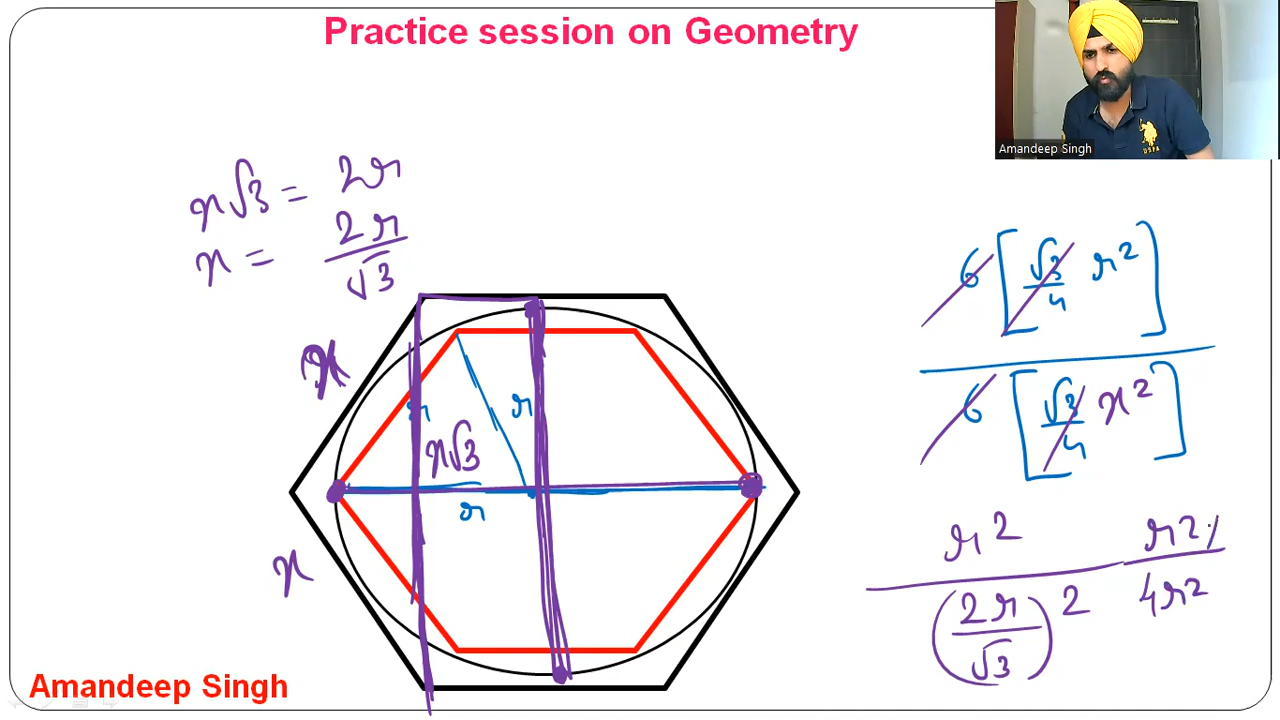 Practice session on Geometry
Amandeep Singh
x√3 = 2r
x = 2r/√3
6 [√3/4 r²]
6 [√3/4 x²]
x
r
r
x√3
r
x
r²
(2r/√3)²
r²×
4r²
Amandeep Singh